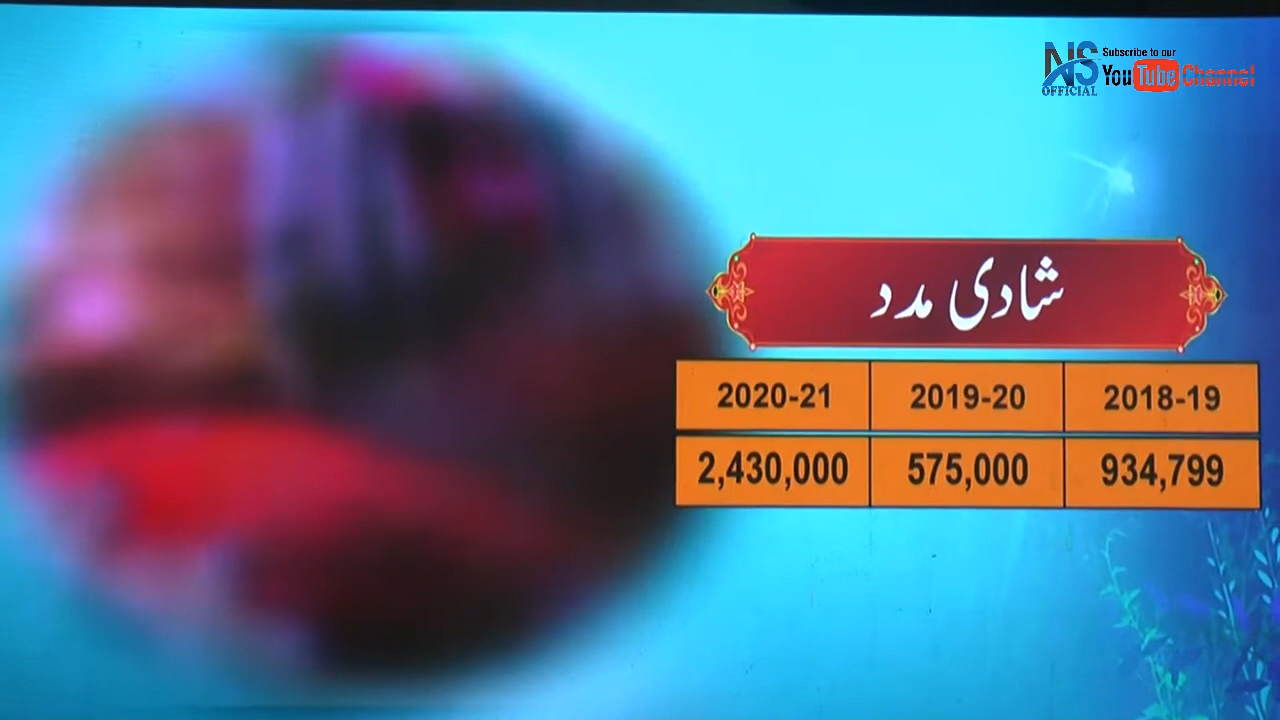 NS Subscribe to our
OFFICIAL YouTube Channel
شادی مدد
2020-21 2019-20 2018-19
2,430,000 575,000 934,799